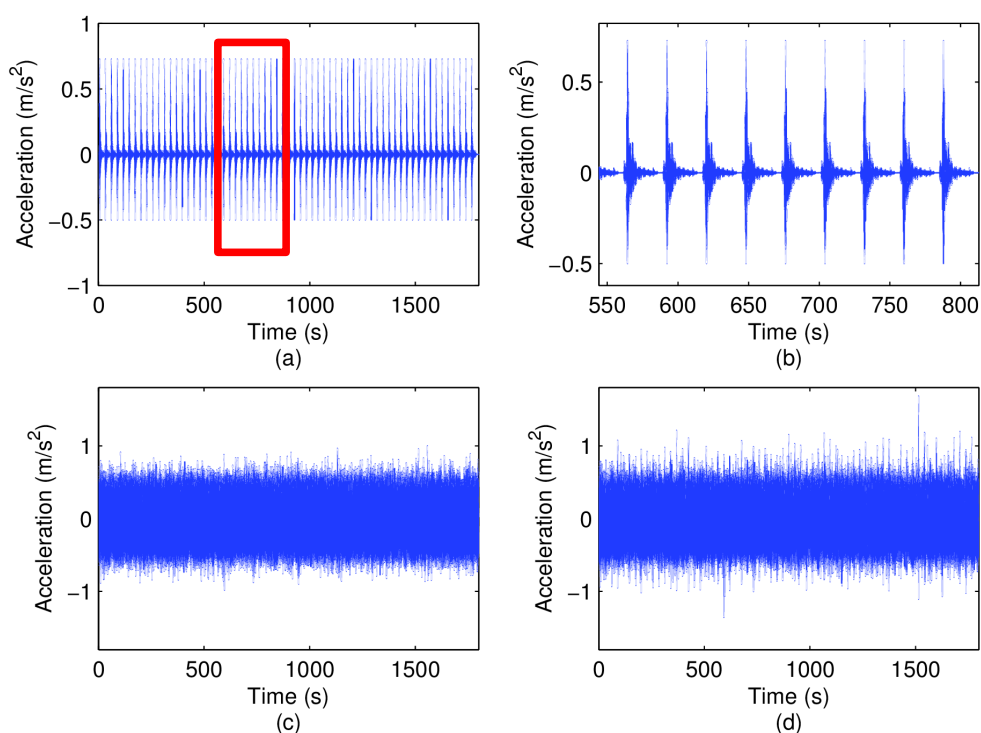 1
0.5
0
−0.5
−1
Acceleration (m/s2)
0 500 1000 1500
Time (s)
(a)
0.5
0
−0.5
Acceleration (m/s2)
550 600 650 700 750 800
Time (s)
(b)
1
0
−1
Acceleration (m/s2)
0 500 1000 1500
Time (s)
(c)
1
0
−1
Acceleration (m/s2)
0 500 1000 1500
Time (s)
(d)